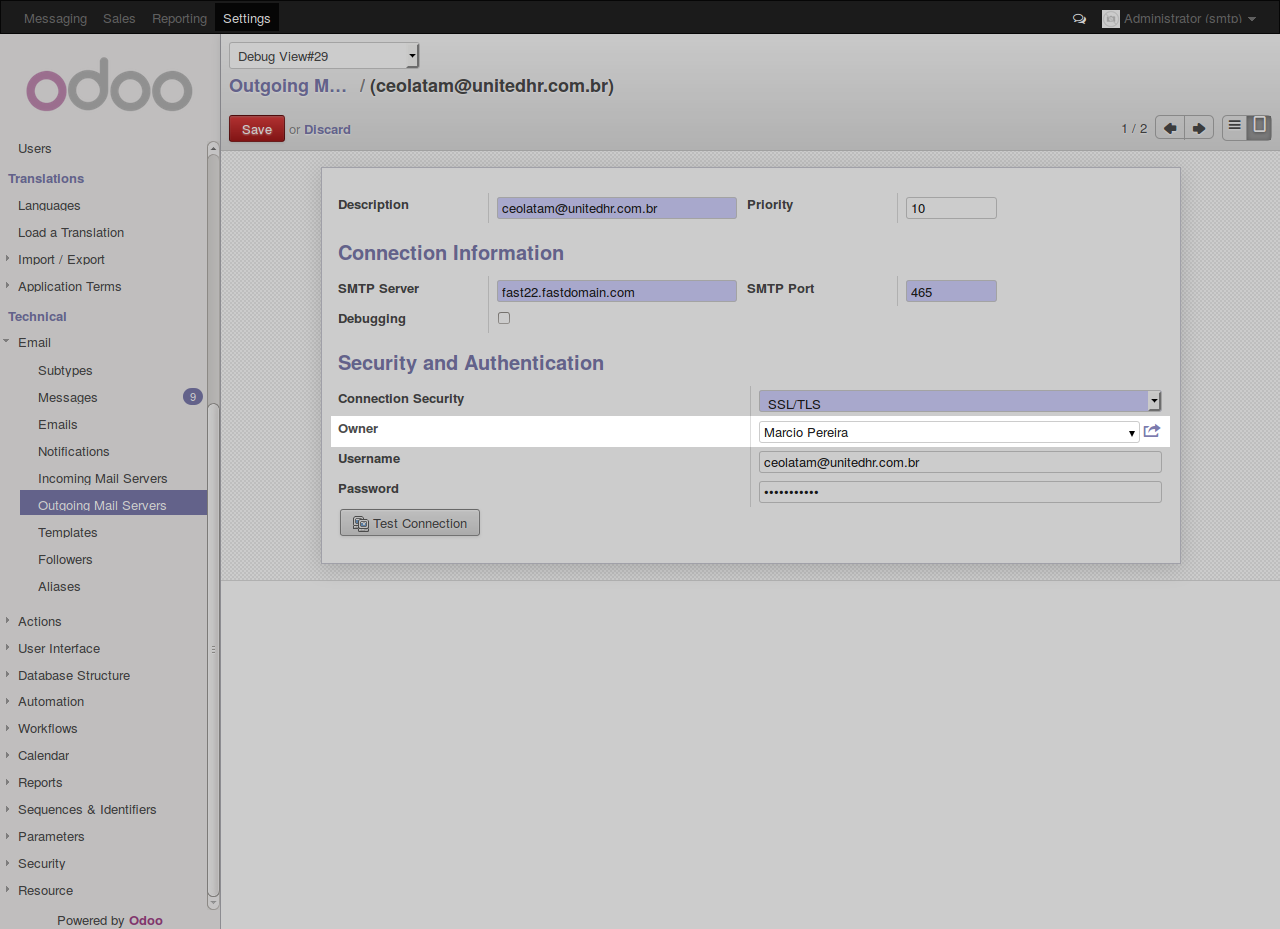 Messaging Sales Reporting Settings Administrator (smtp)
odoo
Debug View#29
Outgoing M... / (ceolatam@unitedhr.com.br)
Save or Discard 1 / 2
Users
Translations
Languages
Load a Translation
Import / Export
Application Terms
Technical
Email
Subtypes
Messages 9
Emails
Notifications
Incoming Mail Servers
Outgoing Mail Servers
Templates
Followers
Aliases
Actions
User Interface
Database Structure
Automation
Workflows
Calendar
Reports
Sequences & Identifiers
Parameters
Security
Resource
Powered by Odoo
Description ceolatam@unitedhr.com.br Priority 10
Connection Information
SMTP Server fast22.fastdomain.com SMTP Port 465
Debugging
Security and Authentication
Connection Security SSL/TLS
Owner Marcio Pereira
Username ceolatam@unitedhr.com.br
Password •••••••••••
Test Connection